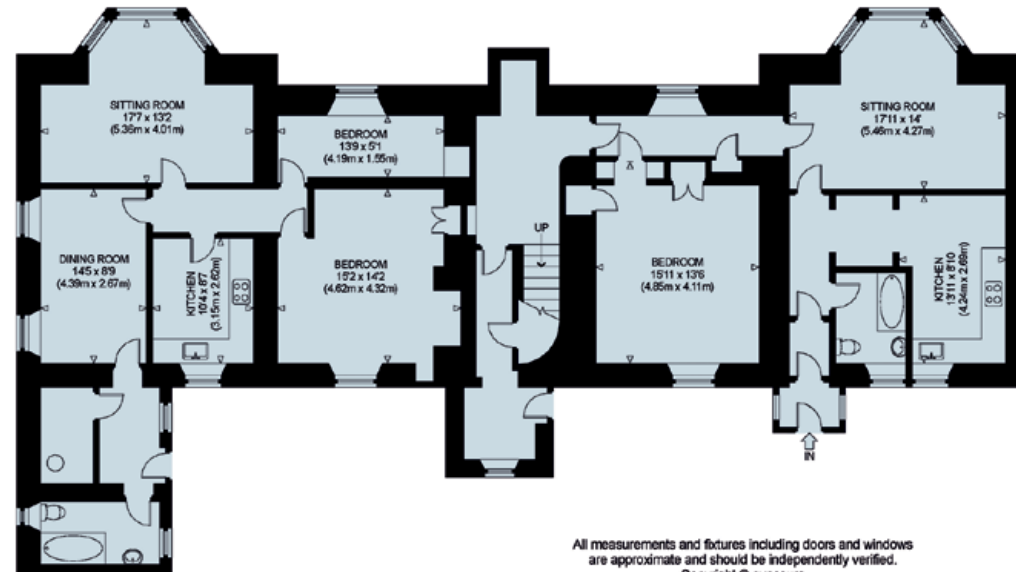 SITTING ROOM
17'7 x 13'2
(5.36m x 4.01m)
BEDROOM
13'9 x 5'1
(4.19m x 1.55m)
SITTING ROOM
17'11 x 14'
(5.46m x 4.27m)
DINING ROOM
14'5 x 8'9
(4.39m x 2.67m)
KITCHEN
10'4 x 8'7
(3.15m x 2.62m)
BEDROOM
15'2 x 14'2
(4.62m x 4.32m)
UP
BEDROOM
15'11 x 13'6
(4.85m x 4.11m)
KITCHEN
13'11 x 8'10
(4.24m x 2.69m)
IN
All measurements and fixtures including doors and windows
are approximate and should be independently verified.